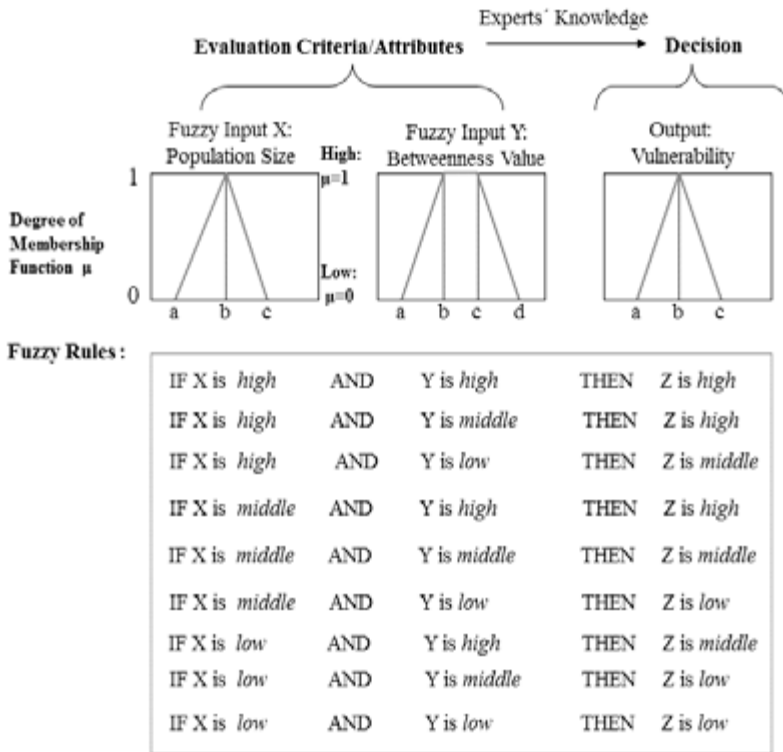 Experts´ Knowledge
Evaluation Criteria/Attributes
Decision
Fuzzy Input X:
Population Size
High:
μ=1
Fuzzy Input Y:
Betweenness Value
Output:
Vulnerability
1
Degree of
Membership
Function μ
Low:
μ=0
0
a b c
a b c d
a b c
Fuzzy Rules :
IF X is high AND Y is high THEN Z is high
IF X is high AND Y is middle THEN Z is high
IF X is high AND Y is low THEN Z is middle
IF X is middle AND Y is high THEN Z is high
IF X is middle AND Y is middle THEN Z is middle
IF X is middle AND Y is low THEN Z is low
IF X is low AND Y is high THEN Z is middle
IF X is low AND Y is middle THEN Z is low
IF X is low AND Y is low THEN Z is low